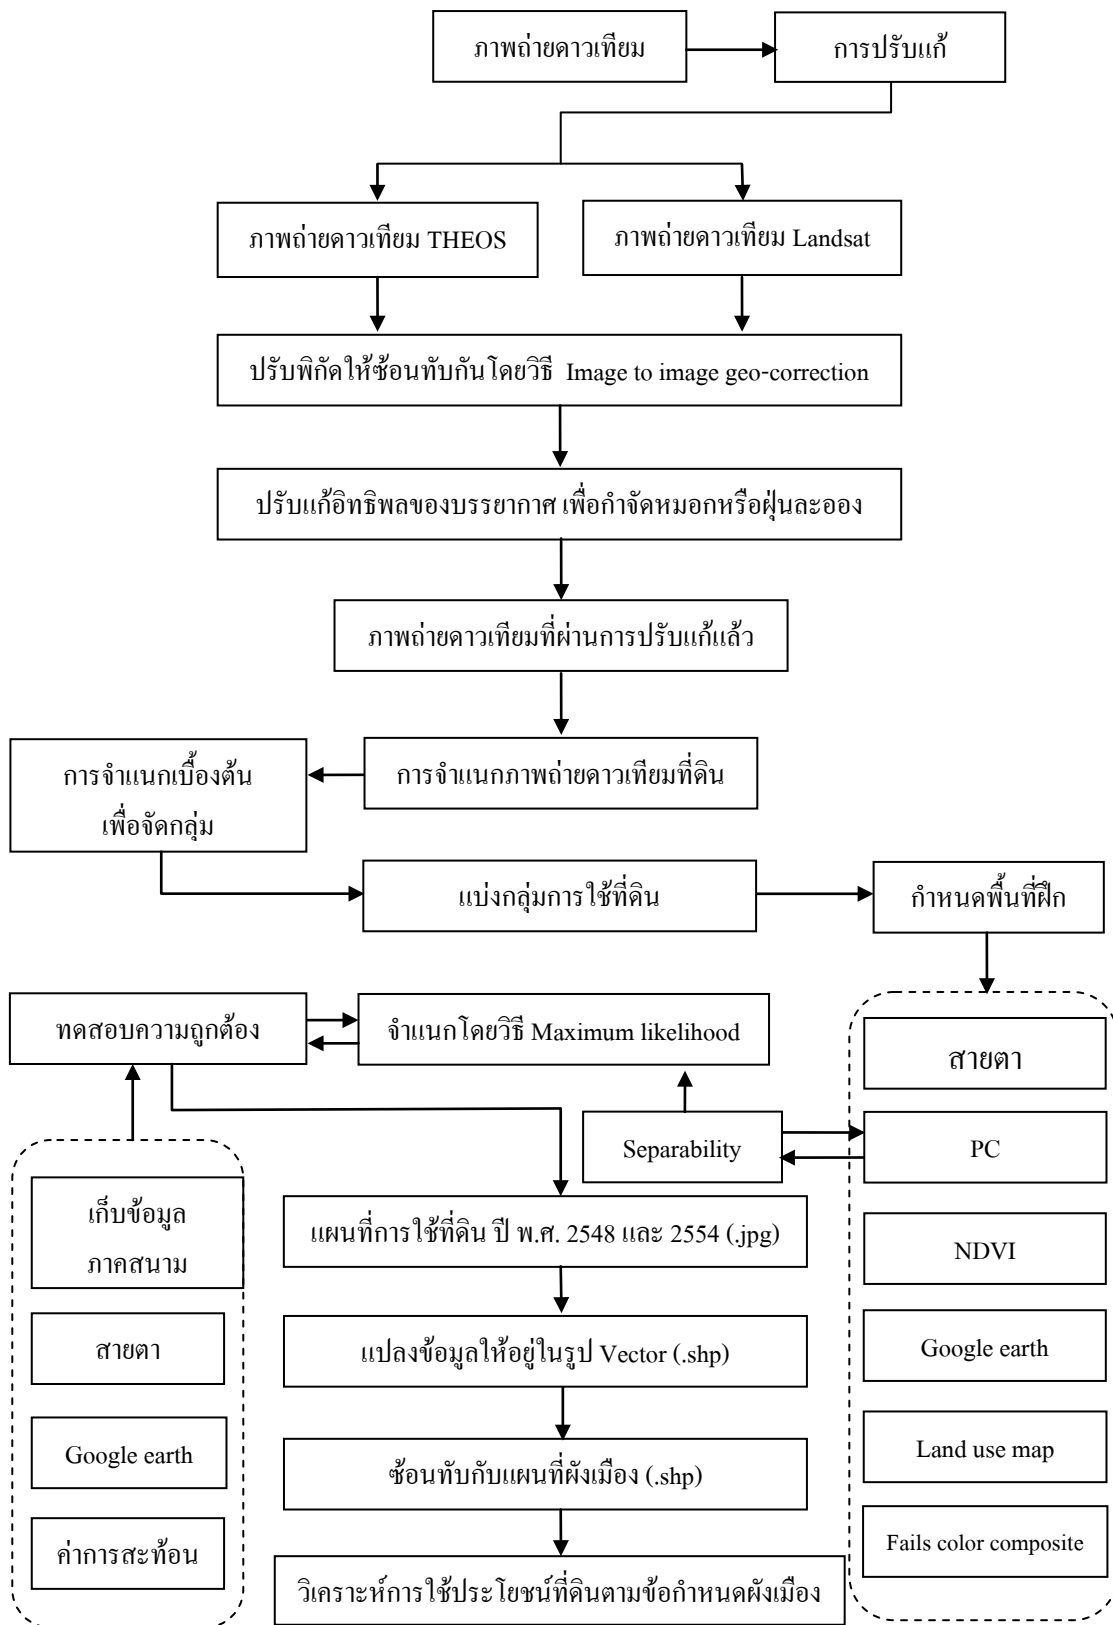 ภาพถ่ายดาวเทียม
การปรับแก้
ภาพถ่ายดาวเทียม THEOS
ภาพถ่ายดาวเทียม Landsat
ปรับพิกัดให้ซ้อนทับกันโดยวิธี Image to image geo-correction
ปรับแก้อิทธิพลของบรรยากาศ เพื่อกำจัดหมอกหรือฝุ่นละออง
ภาพถ่ายดาวเทียมที่ผ่านการปรับแก้แล้ว
การจำแนกเบื้องต้น
เพื่อจัดกลุ่ม
การจำแนกภาพถ่ายดาวเทียมที่ดิน
แบ่งกลุ่มการใช้ที่ดิน
กำหนดพื้นที่ฝึก
ทดสอบความถูกต้อง
จำแนกโดยวิธี Maximum likelihood
สายตา
Separability
PC
เก็บข้อมูล
ภาคสนาม
แผนที่การใช้ที่ดิน ปี พ.ศ. 2548 และ 2554 (.jpg)
NDVI
สายตา
แปลงข้อมูลให้อยู่ในรูป Vector (.shp)
Google earth
Google earth
ซ้อนทับกับแผนที่ผังเมือง (.shp)
Land use map
ค่าการสะท้อน
วิเคราะห์การใช้ประโยชน์ที่ดินตามข้อกำหนดผังเมือง
Fails color composite